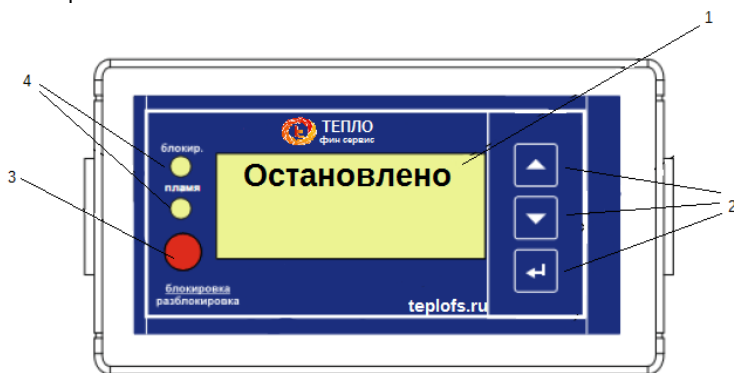 1
4
ТЕПЛО
фин сервис
блокир.
Остановлено
пламя
3
2
блокировка
разблокировка
teplofs.ru